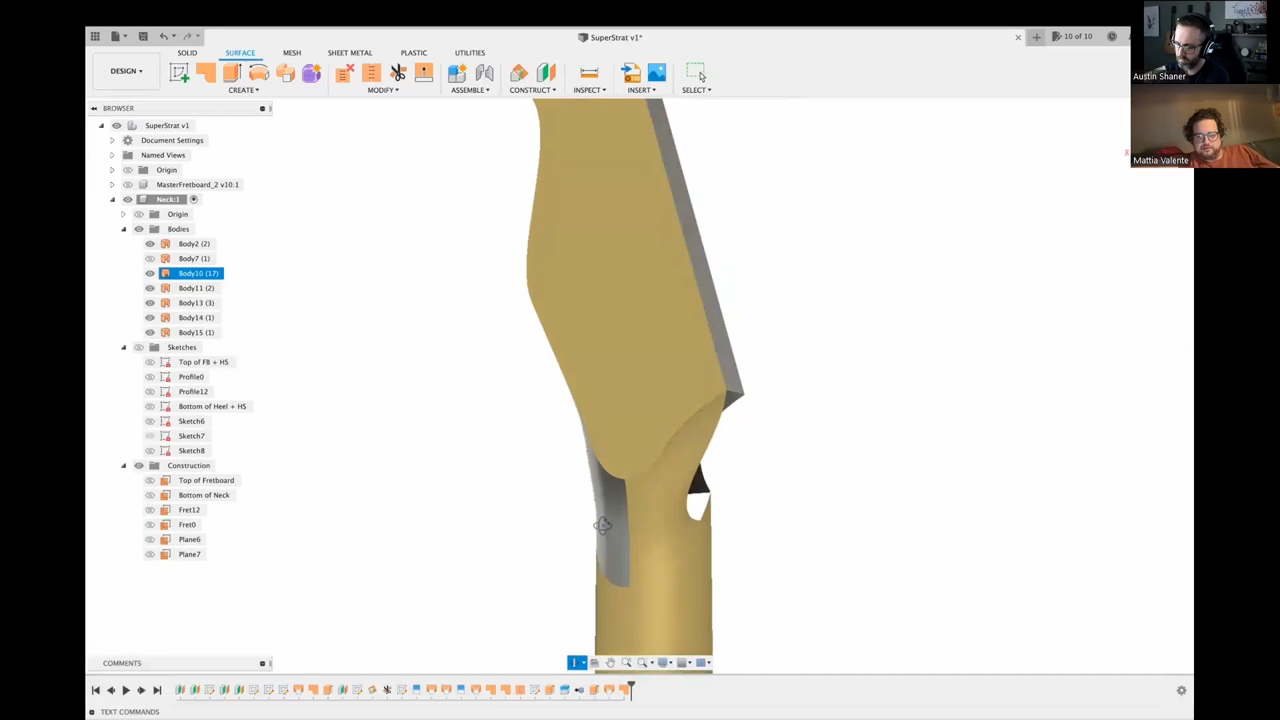 SuperStrat v1*
10 of 10
SOLID SURFACE MESH SHEET METAL PLASTIC UTILITIES
DESIGN
CREATE MODIFY ASSEMBLE CONSTRUCT INSPECT INSERT SELECT
Austin Shaner
Mattia Valente
BROWSER
SuperStrat v1
Document Settings
Named Views
Origin
MasterFretboard_2 v10.1
Neck:1
Origin
Bodies
Body2 (2)
Body7 (1)
Body10 (17)
Body11 (2)
Body13 (3)
Body14 (1)
Body15 (1)
Sketches
Top of FB + HS
Profile0
Profile12
Bottom of Heel + HS
Sketch6
Sketch7
Sketch8
Construction
Top of Fretboard
Bottom of Neck
Fret12
Fret0
Plane6
Plane7
COMMENTS
TEXT COMMANDS